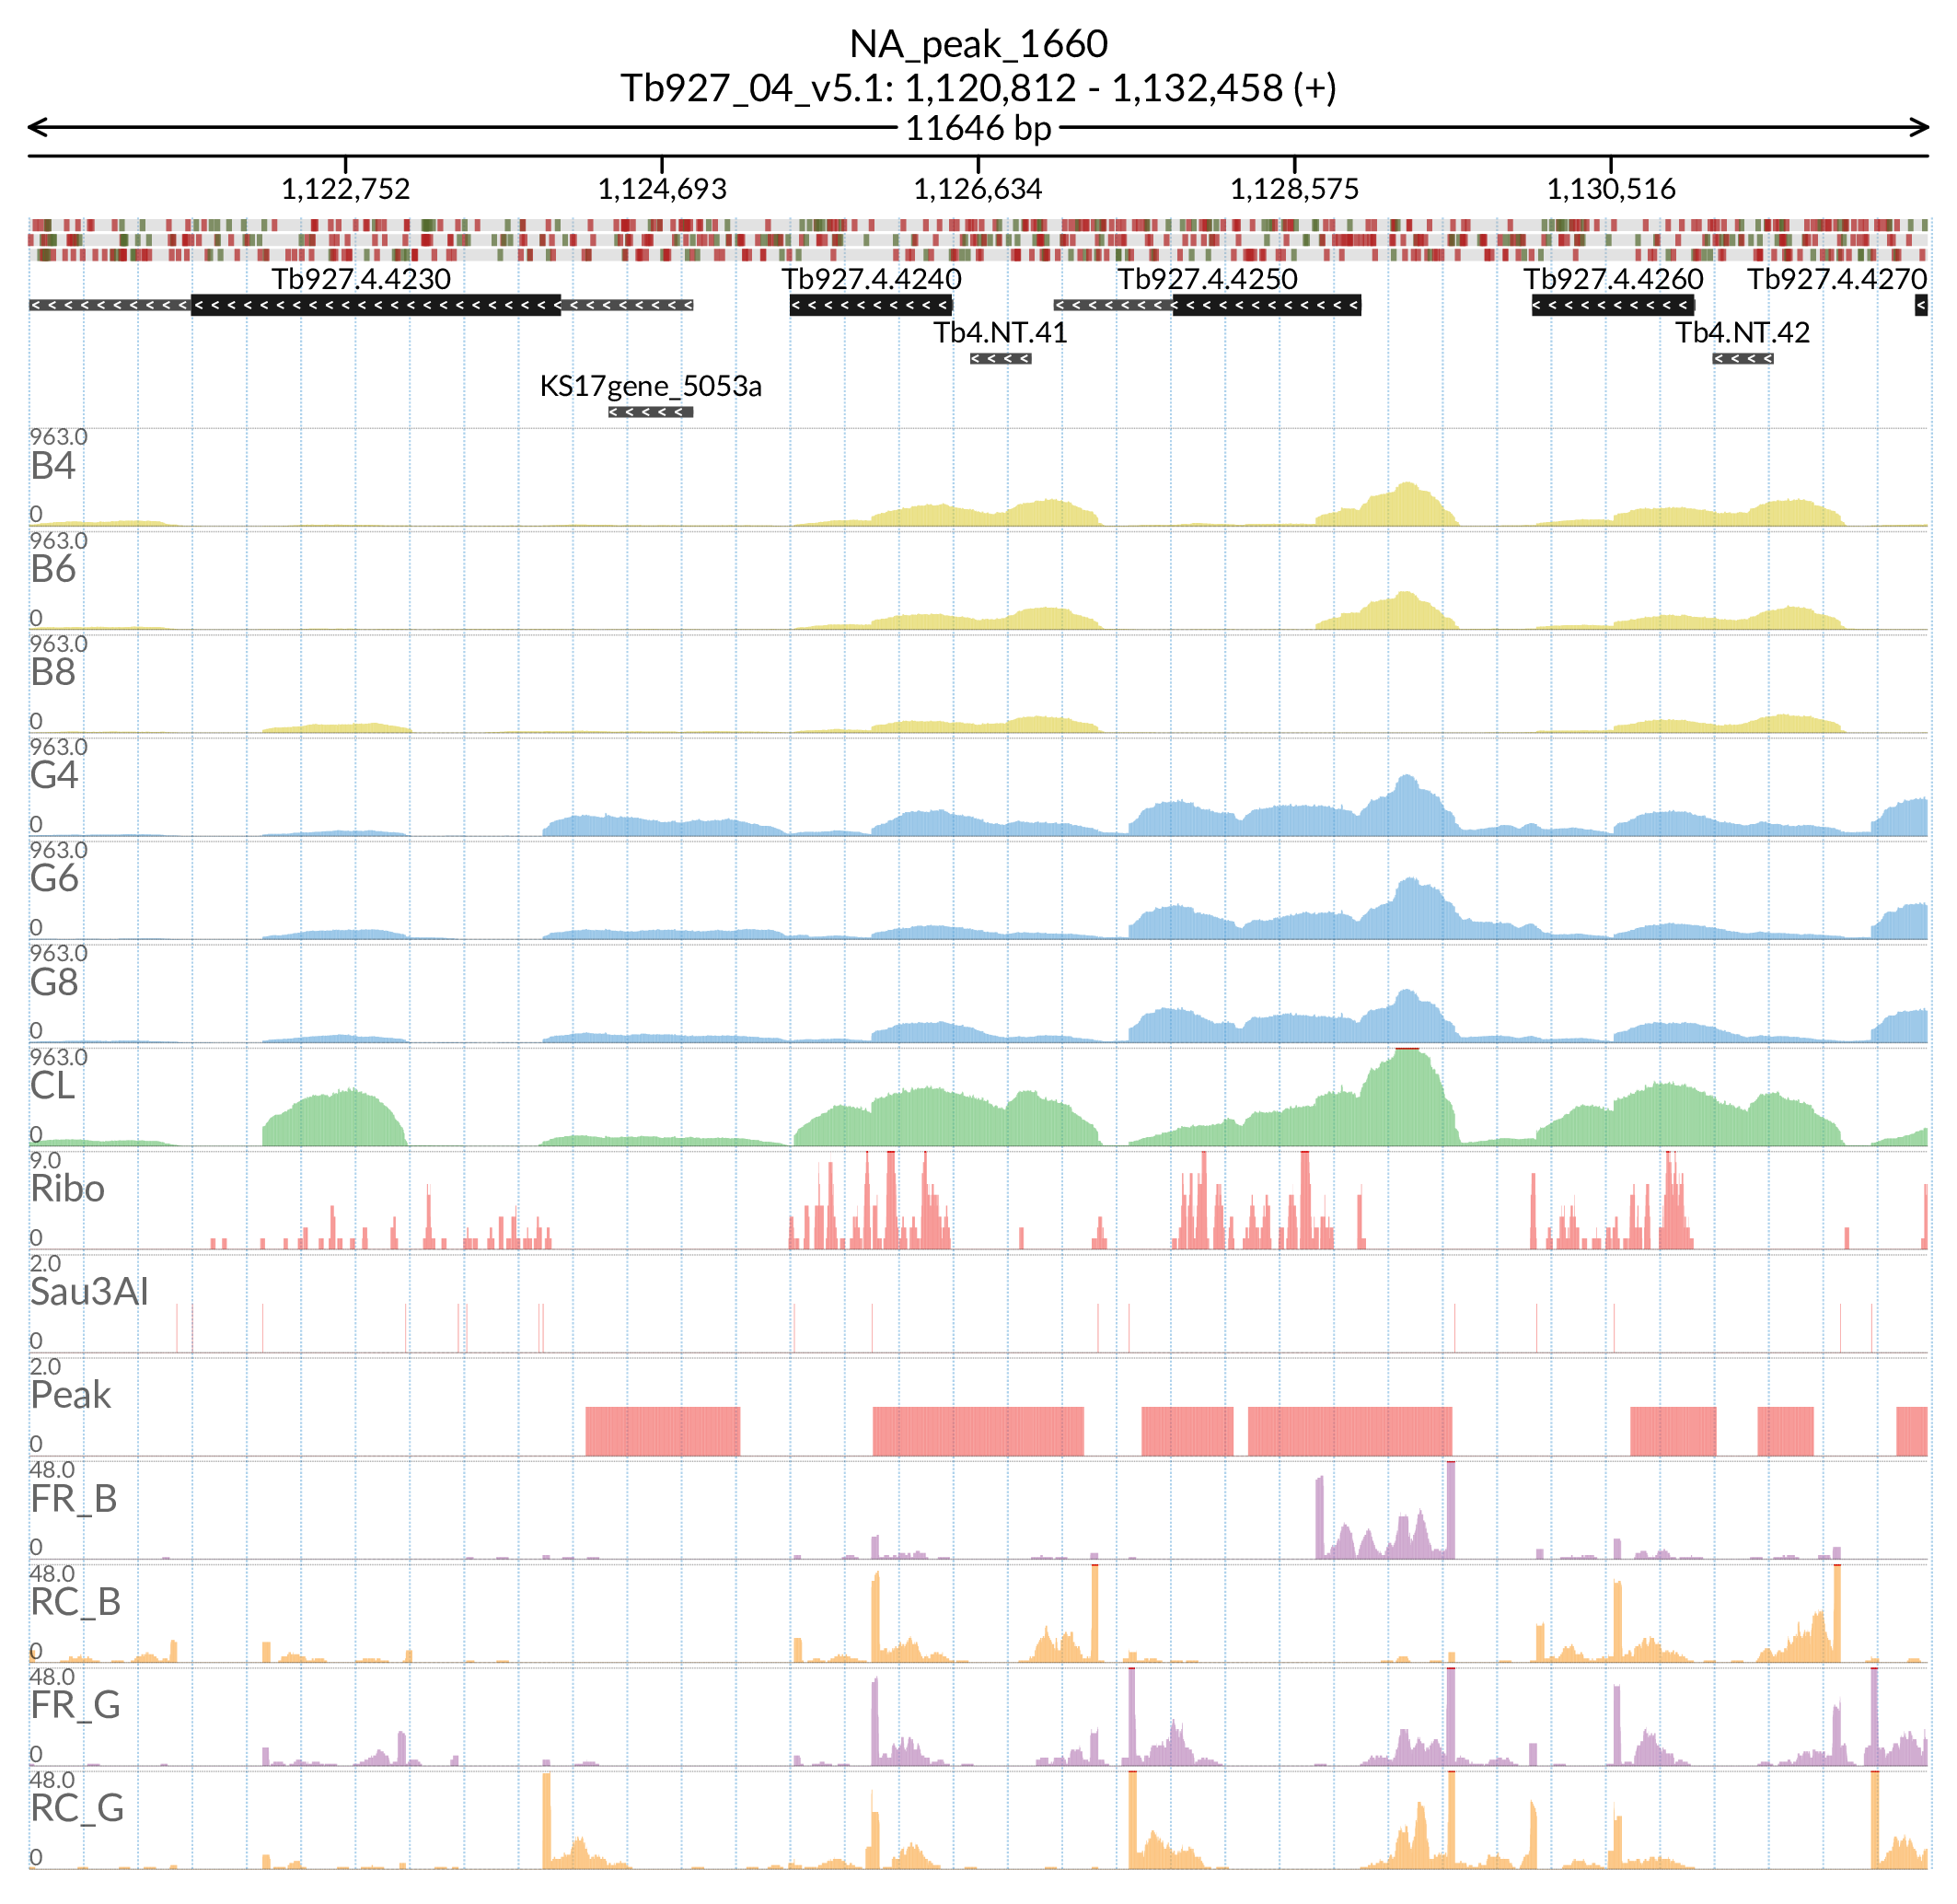 NA_peak_1660
Tb927_04_v5.1: 1,120,812 - 1,132,458 (+)
11646 bp
1,122,752 1,124,693 1,126,634 1,128,575 1,130,516
Tb927.4.4230 Tb927.4.4240 Tb927.4.4250 Tb927.4.4260 Tb927.4.4270
Tb4.NT.41 Tb4.NT.42
KS17gene_5053a
963.0
B4
0
963.0
B6
0
963.0
B8
0
963.0
G4
0
963.0
G6
0
963.0
G8
0
963.0
CL
0
9.0
Ribo
0
2.0
Sau3AI
0
2.0
Peak
0
48.0
FR_B
0
48.0
RC_B
0
48.0
FR_G
0
48.0
RC_G
0